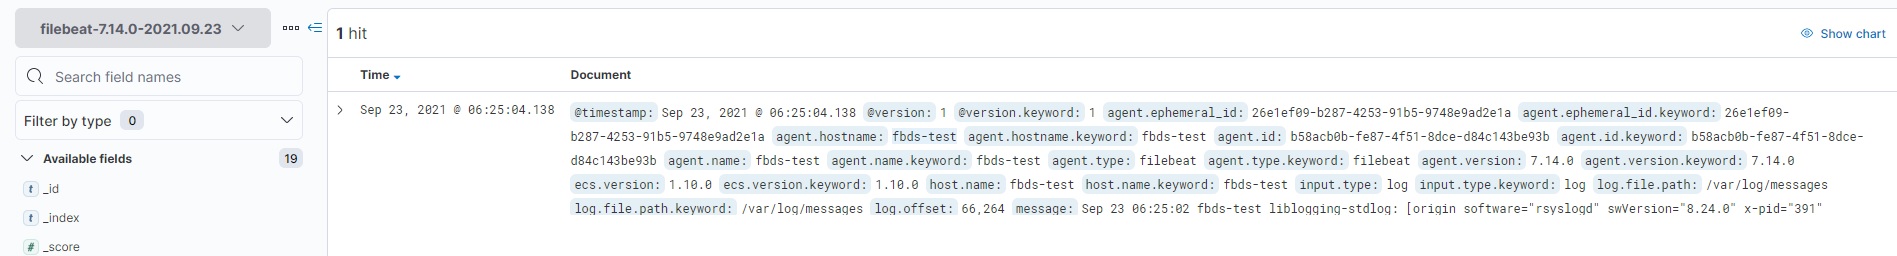 filebeat-7.14.0-2021.09.23
Search field names
Filter by type 0
Available fields 19
t _id
t _index
# _score
1 hit
Show chart
Time Document
Sep 23, 2021 @ 06:25:04.138
@timestamp: Sep 23, 2021 @ 06:25:04.138 @version: 1 @version.keyword: 1 agent.ephemeral_id: 26e1ef09-b287-4253-91b5-9748e9ad2e1a agent.ephemeral_id.keyword: 26e1ef09-
b287-4253-91b5-9748e9ad2e1a agent.hostname: fbds-test agent.hostname.keyword: fbds-test agent.id: b58acb0b-fe87-4f51-8dce-d84c143be93b agent.id.keyword: b58acb0b-fe87-4f51-8dce-
d84c143be93b agent.name: fbds-test agent.name.keyword: fbds-test agent.type: filebeat agent.type.keyword: filebeat agent.version: 7.14.0 agent.version.keyword: 7.14.0
ecs.version: 1.10.0 ecs.version.keyword: 1.10.0 host.name: fbds-test host.name.keyword: fbds-test input.type: log input.type.keyword: log log.file.path: /var/log/messages
log.file.path.keyword: /var/log/messages log.offset: 66,264 message: Sep 23 06:25:02 fbds-test liblogging-stdlog: [origin software="rsyslogd" swVersion="8.24.0" x-pid="391"